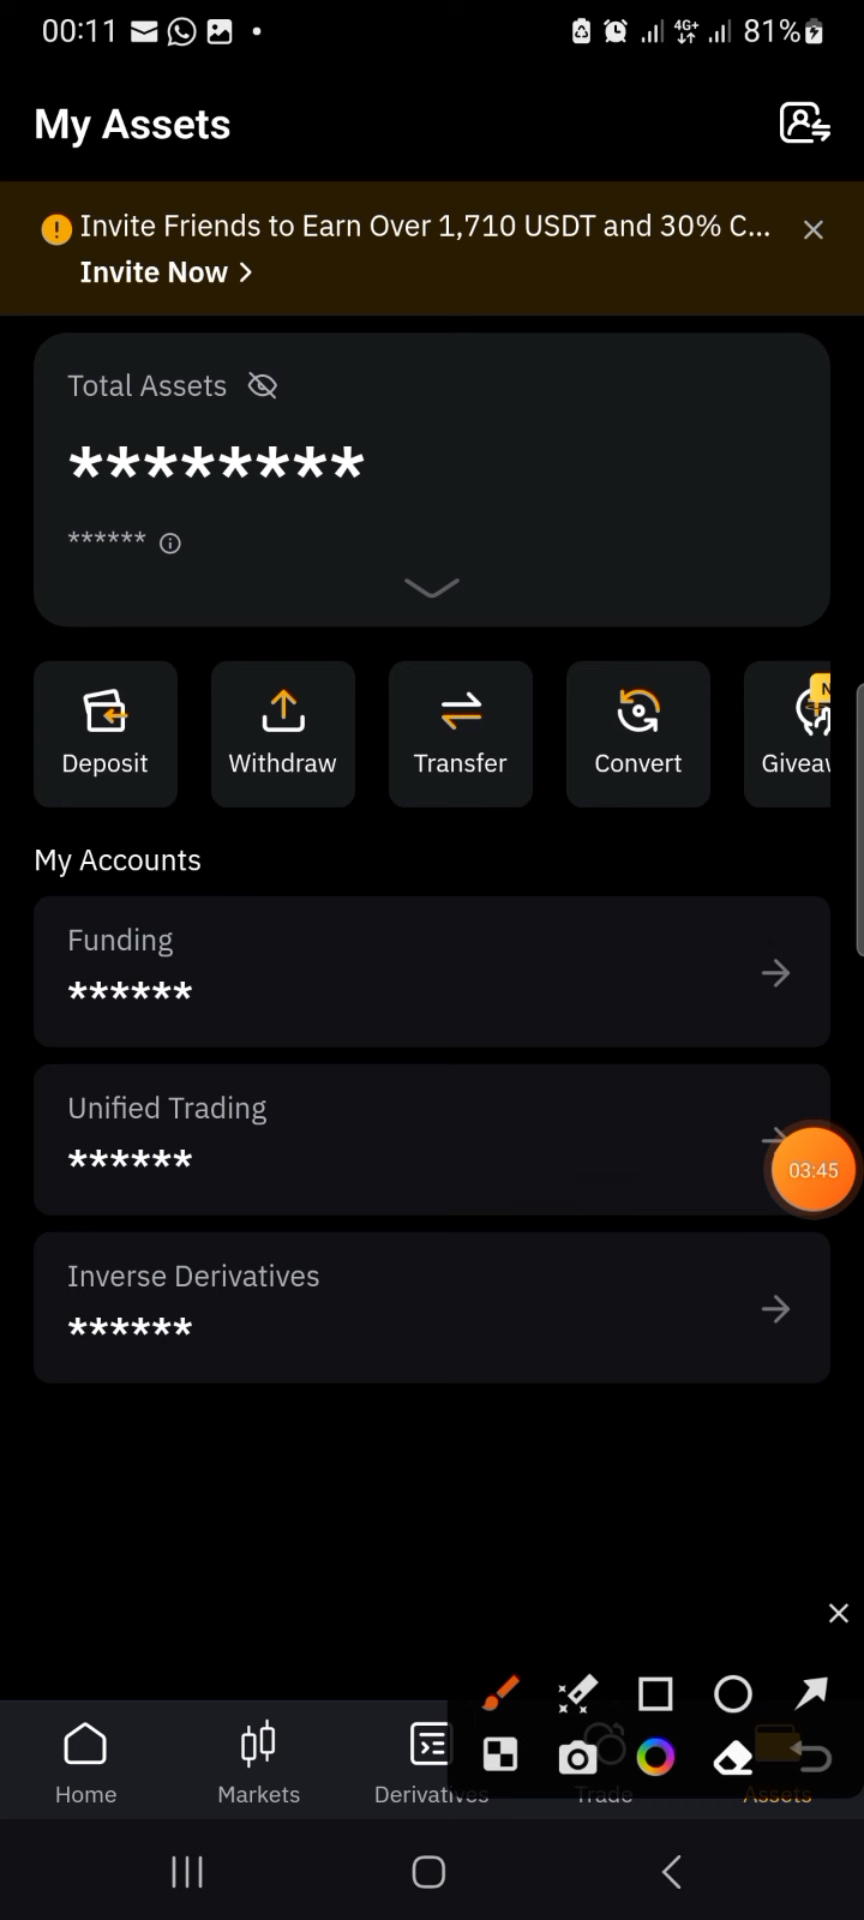 00:11
4G+
81%
My Assets
Invite Friends to Earn Over 1,710 USDT and 30% C...
Invite Now >
Total Assets
********
******
Deposit
Withdraw
Transfer
Convert
Giveaw
N
My Accounts
Funding
******
Unified Trading
******
03:45
Inverse Derivatives
******
Home
Markets
Derivatives
Trade
Assets